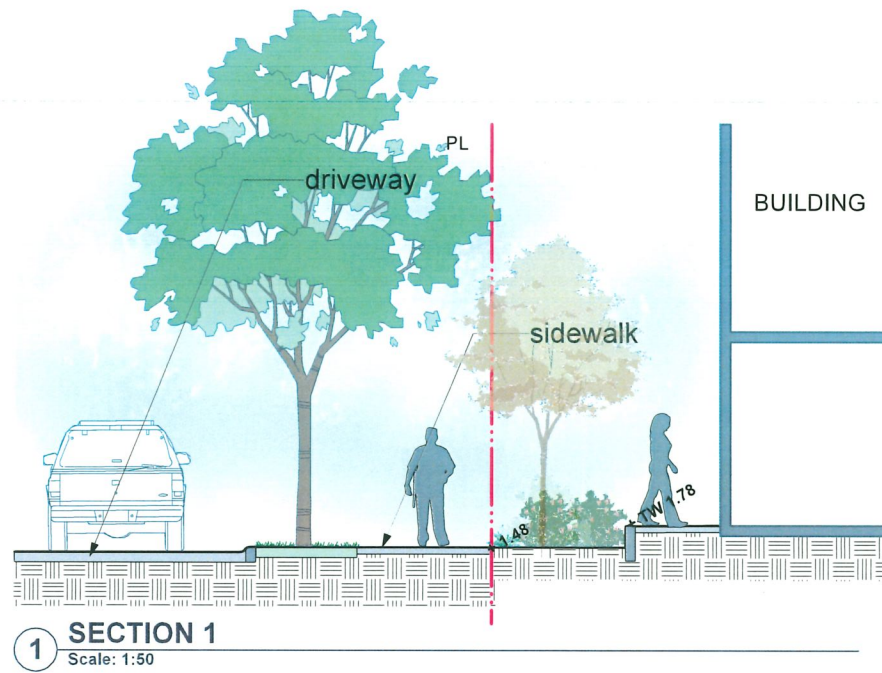 PL
driveway
BUILDING
sidewalk
TW 1.78
1.48
1
SECTION 1
Scale: 1:50